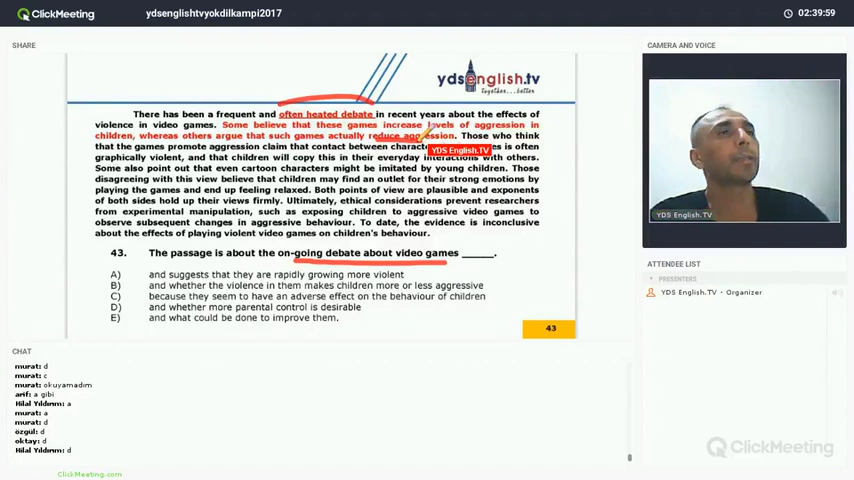 ClickMeeting
ydsenglishtvyokdilkampi2017
02:39:59
SHARE
CAMERA AND VOICE
ydsenglish.tv
together...better
There has been a frequent and often heated debate in recent years about the effects of
violence in video games. Some believe that these games increase levels of aggression in
children, whereas others argue that such games actually reduce aggression. Those who think
that the games promote aggression claim that contact between is often
YDS English.TV
graphically violent, and that children will copy this in their everyday interactions with others.
Some also point out that even cartoon characters might be imitated by young children. Those
disagreeing with this view believe that children may find an outlet for their strong emotions by
playing the games and end up feeling relaxed. Both points of view are plausible and exponents
of both sides hold up their views firmly. Ultimately, ethical considerations prevent researchers
from experimental manipulation, such as exposing children to aggressive video games to
observe subsequent changes in aggressive behaviour. To date, the evidence is inconclusive
about the effects of playing violent video games on children's behaviour.
43. The passage is about the on-going debate about video games _____.
A) and suggests that they are rapidly growing more violent
B) and whether the violence in them makes children more or less aggressive
C) because they seem to have an adverse effect on the behaviour of children
D) and whether more parental control is desirable
E) and what could be done to improve them.
43
YDS English.TV
ATTENDEE LIST
PRESENTERS
YDS English.TV - Organizer
CHAT
murat: d
murat: c
murat: okuyamadım
arif: a gibi
Hilal Yıldırım: a
murat: a
murat: d
özgül: d
oktay: d
Hilal Yıldırım: d
ClickMeeting
ClickMeeting.com